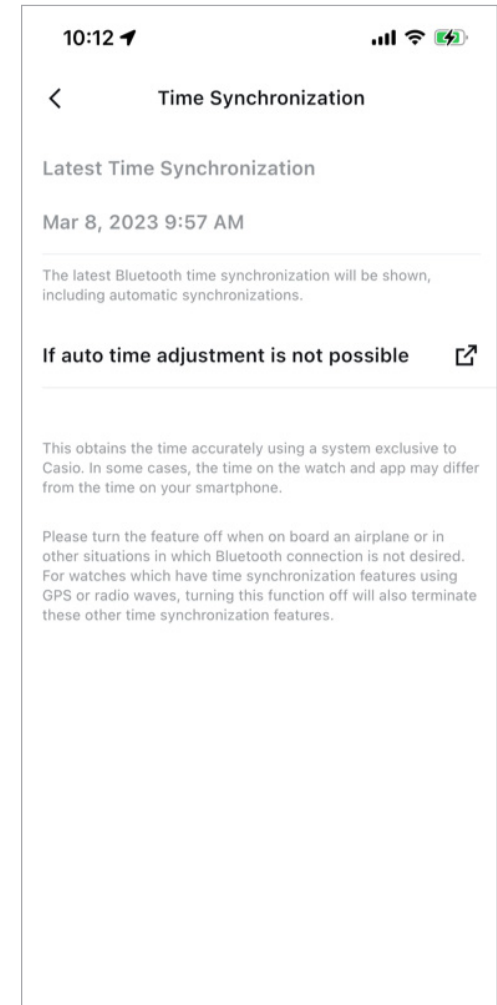 10:12
Time Synchronization
Latest Time Synchronization
Mar 8, 2023 9:57 AM
The latest Bluetooth time synchronization will be shown,
including automatic synchronizations.
If auto time adjustment is not possible
This obtains the time accurately using a system exclusive to
Casio. In some cases, the time on the watch and app may differ
from the time on your smartphone.
Please turn the feature off when on board an airplane or in
other situations in which Bluetooth connection is not desired.
For watches which have time synchronization features using
GPS or radio waves, turning this function off will also terminate
these other time synchronization features.